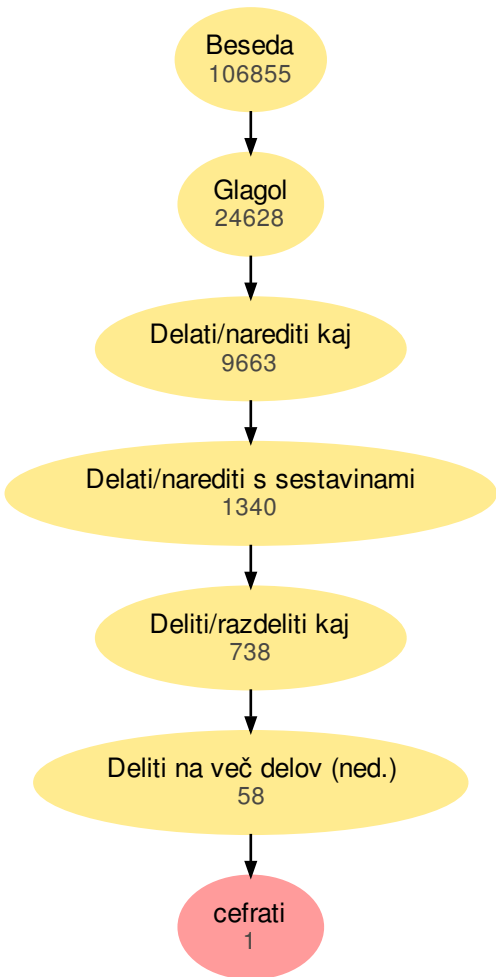 Beseda
106855
Glagol
24628
Delati/narediti kaj
9663
Delati/narediti s sestavinami
1340
Deliti/razdeliti kaj
738
Deliti na več delov (ned.)
58
cefrati
1